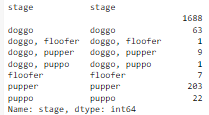 stage stage
1688
doggo doggo 63
doggo, floofer doggo, floofer 1
doggo, pupper doggo, pupper 9
doggo, puppo doggo, puppo 1
floofer floofer 7
pupper pupper 203
puppo puppo 22
Name: stage, dtype: int64